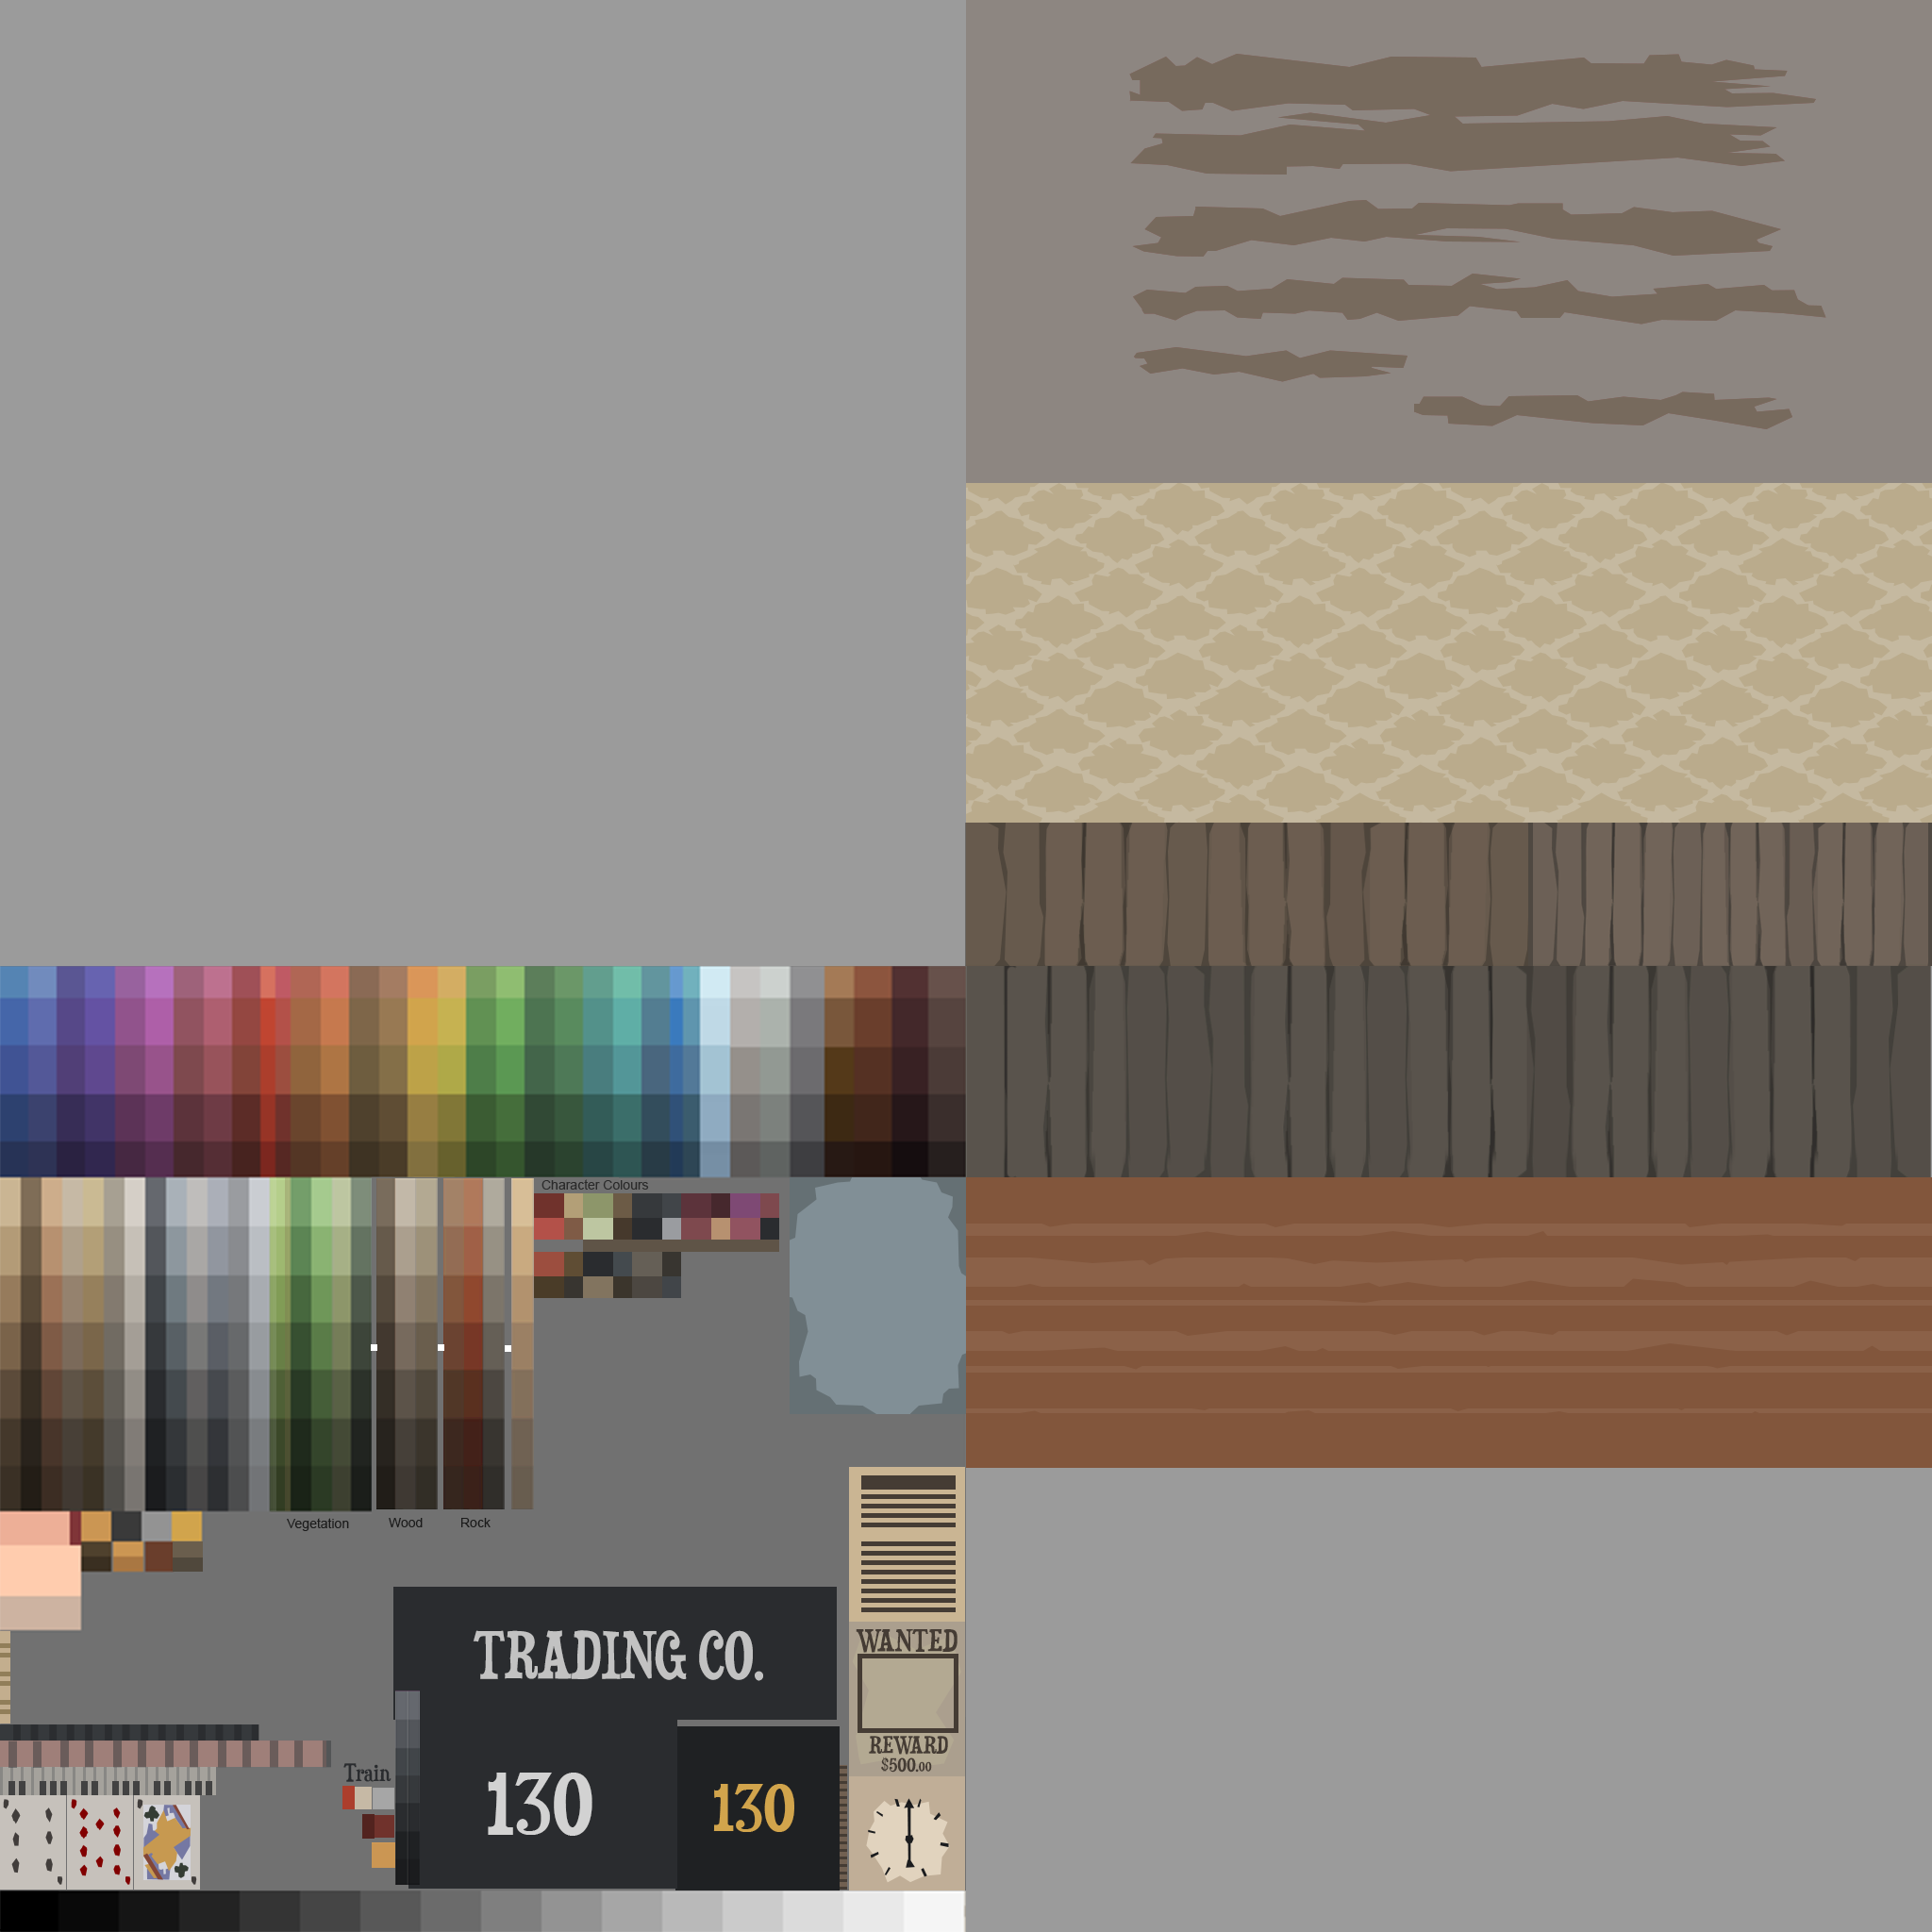 Character Colours
Vegetation
Wood
Rock
TRADING CO.
WANTED
REWARD
$500.00
Train
130
130